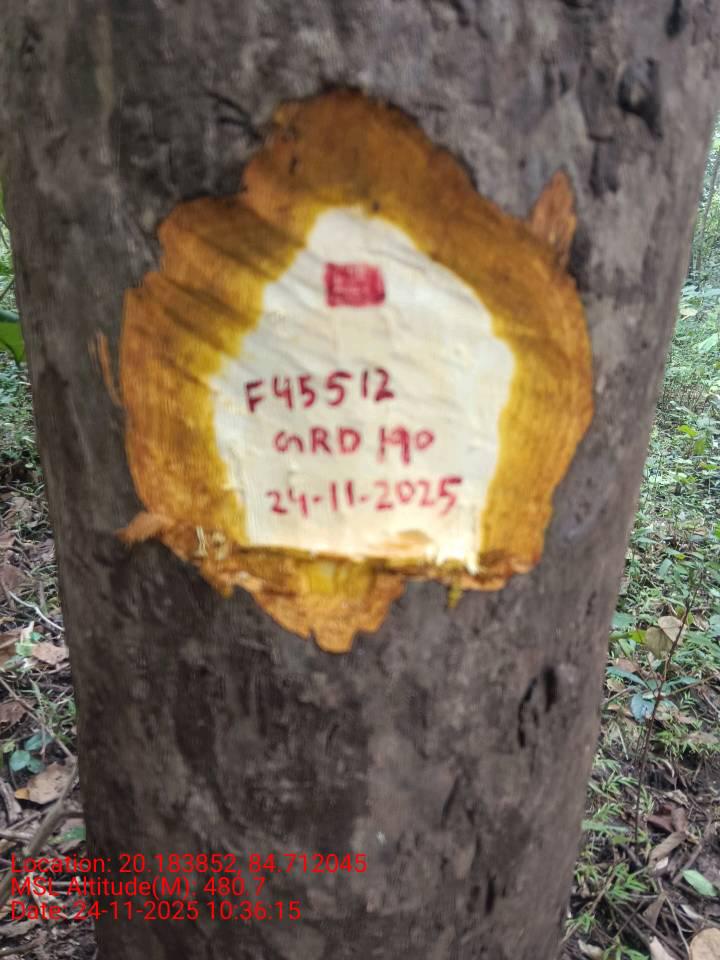 F45512
GRD 190
24-11-2025
Location: 20.183852, 84.712045
MSL Altitude(M): 480.7
Date: 24-11-2025 10:36:15